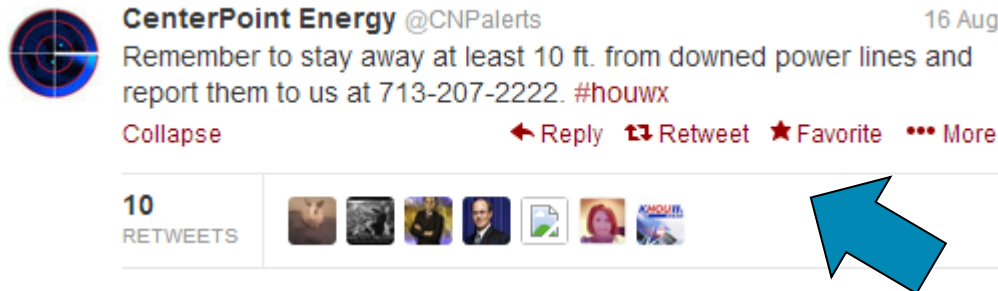 CenterPoint Energy @CNPalerts 16 Aug
Remember to stay away at least 10 ft. from downed power lines and
report them to us at 713-207-2222. #houwx
Collapse Reply Retweet Favorite More
10
RETWEETS